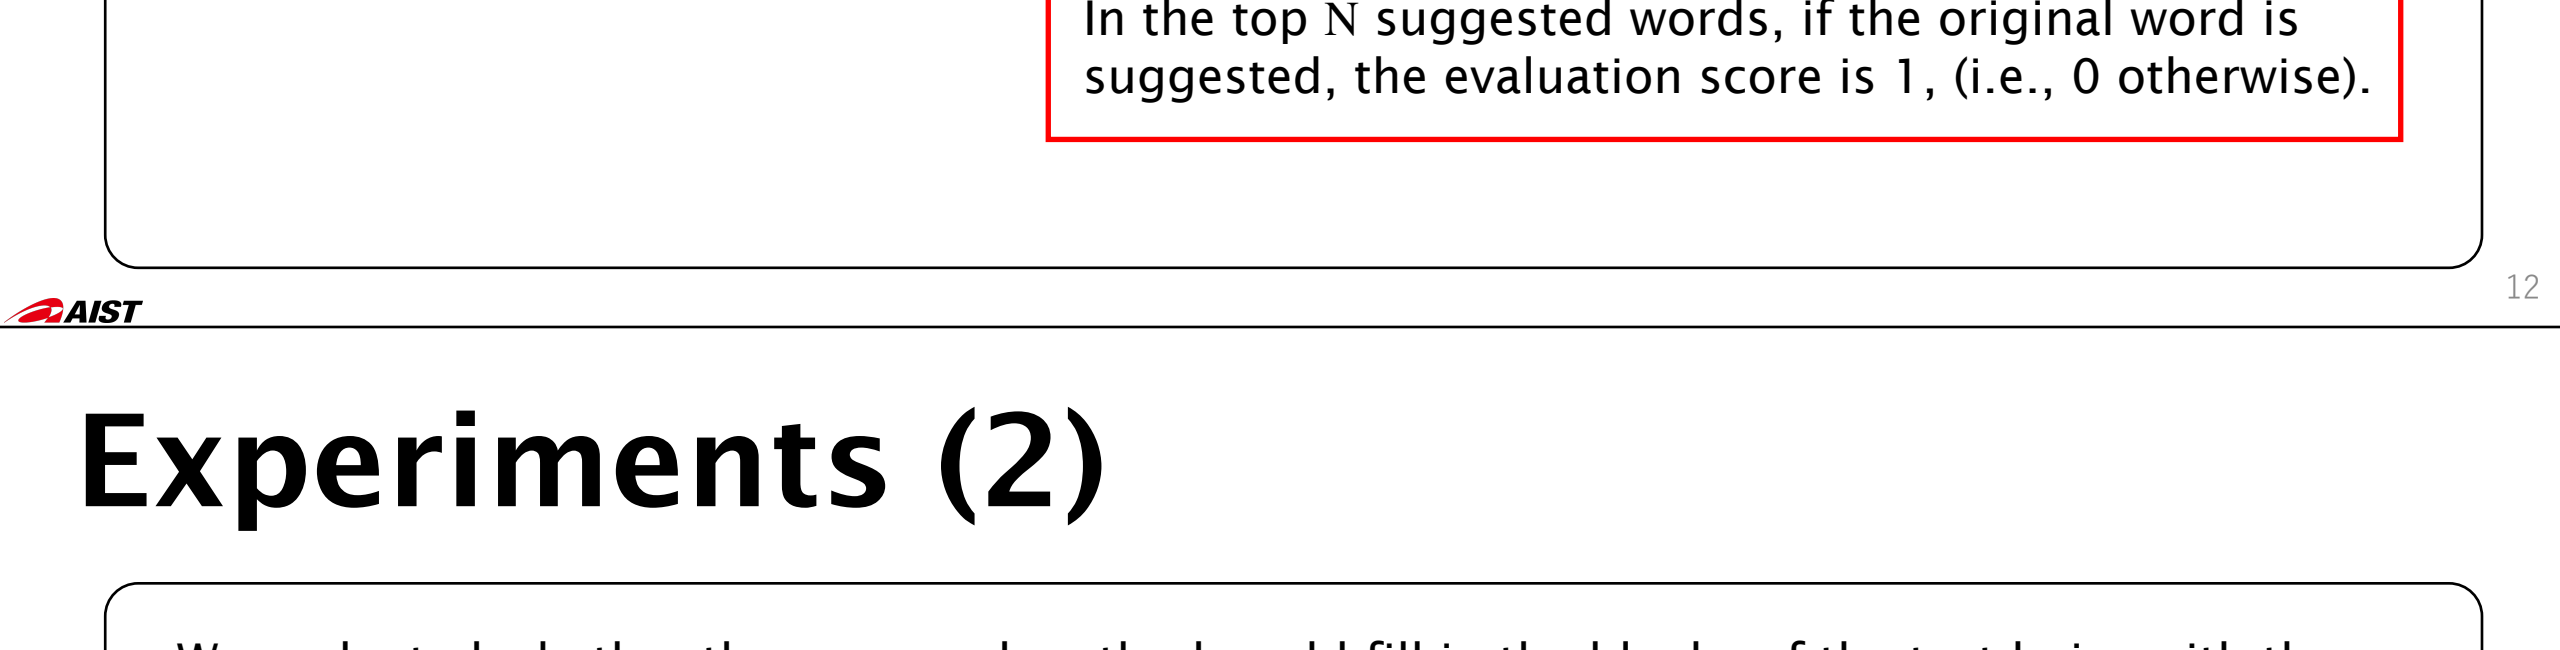 In the top N suggested words, if the original word is
suggested, the evaluation score is 1, (i.e., 0 otherwise).
12
AIST
Experiments (2)